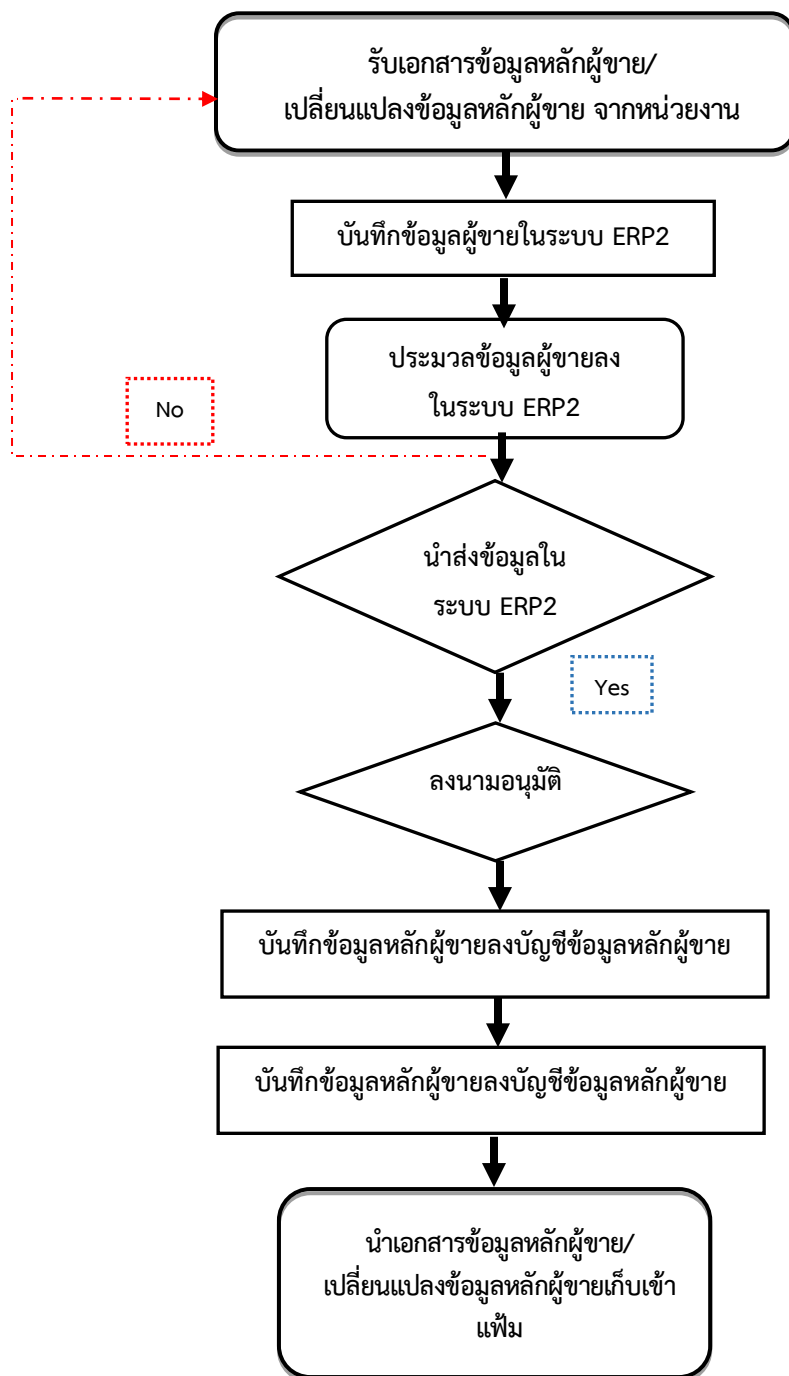 รับเอกสารข้อมูลหลักผู้ขาย/
เปลี่ยนแปลงข้อมูลหลักผู้ขาย จากหน่วยงาน
บันทึกข้อมูลผู้ขายในระบบ ERP2
ประมวลข้อมูลผู้ขายลง
ในระบบ ERP2
No
นำส่งข้อมูลใน
ระบบ ERP2
Yes
ลงนามอนุมัติ
บันทึกข้อมูลหลักผู้ขายลงบัญชีข้อมูลหลักผู้ขาย
บันทึกข้อมูลหลักผู้ขายลงบัญชีข้อมูลหลักผู้ขาย
นำเอกสารข้อมูลหลักผู้ขาย/
เปลี่ยนแปลงข้อมูลหลักผู้ขายเก็บเข้า
แฟ้ม